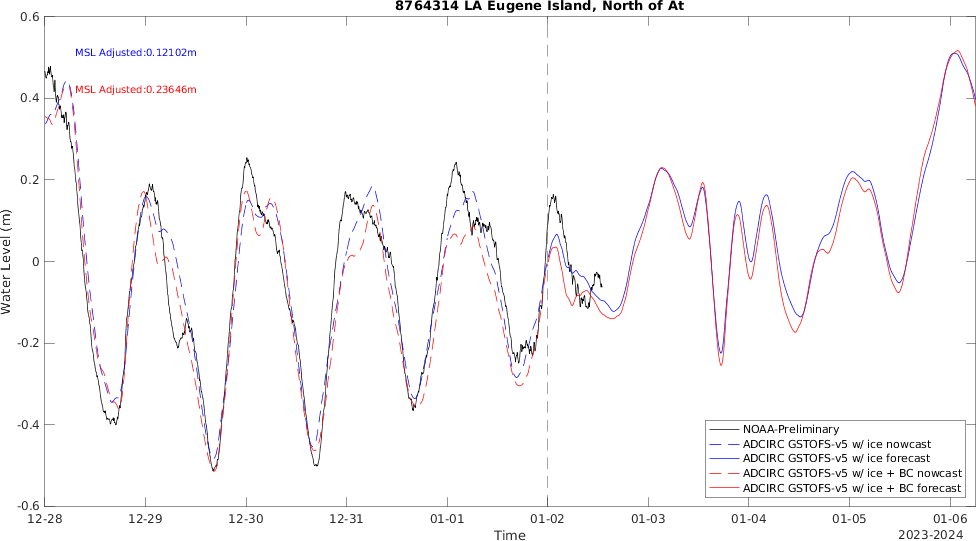 8764314 LA Eugene Island, North of At
MSL Adjusted:0.12102m
MSL Adjusted:0.23646m
Water Level (m)
0.6
0.4
0.2
0
-0.2
-0.4
-0.6
NOAA-Preliminary
ADCIRC GSTOFS-v5 w/ ice nowcast
ADCIRC GSTOFS-v5 w/ ice forecast
ADCIRC GSTOFS-v5 w/ ice + BC nowcast
ADCIRC GSTOFS-v5 w/ ice + BC forecast
12-28 12-29 12-30 12-31 01-01 01-02 01-03 01-04 01-05 01-06
Time
2023-2024